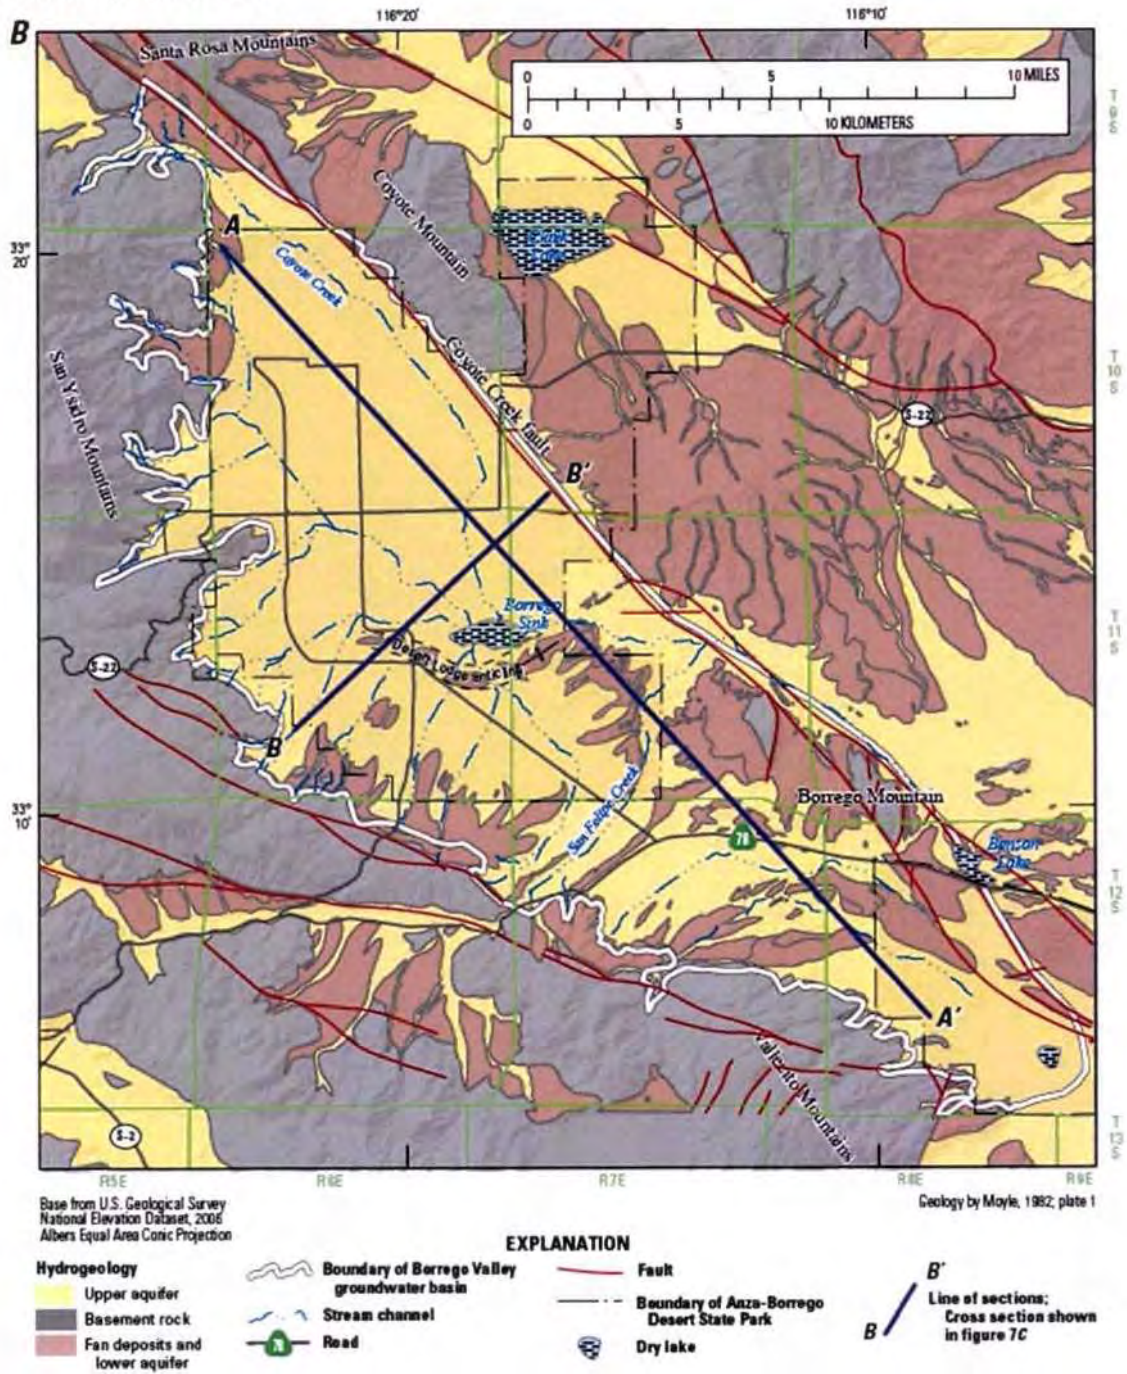 B
116°20'
116°10'
Santa Rosa Mountains
0 5 10 MILES
0 5 10 KILOMETERS
T
9
S
Coyote Mountain
A
33°
20'
Coyote Creek
Coyote Creek fault
San Ysidro Mountains
T
10
S
S-22
B'
Borrego
Sink
Desert Lodge anticline
T
11
S
S-22
B
San Felipe Creek
Borrego Mountain
33°
10'
78
Benson
Lake
T
12
S
A'
Vallecito Mountains
S-2
T
13
S
R5E R6E R7E R8E R9E
Base from U.S. Geological Survey
National Elevation Dataset, 2006
Albers Equal Area Conic Projection
Geology by Moyle, 1982; plate 1
EXPLANATION
Hydrogeology
Upper aquifer
Basement rock
Fan deposits and
lower aquifer
Boundary of Borrego Valley
groundwater basin
Stream channel
78
Road
Fault
Boundary of Anza-Borrego
Desert State Park
Dry lake
B'
B
Line of sections;
Cross section shown
in figure 7C